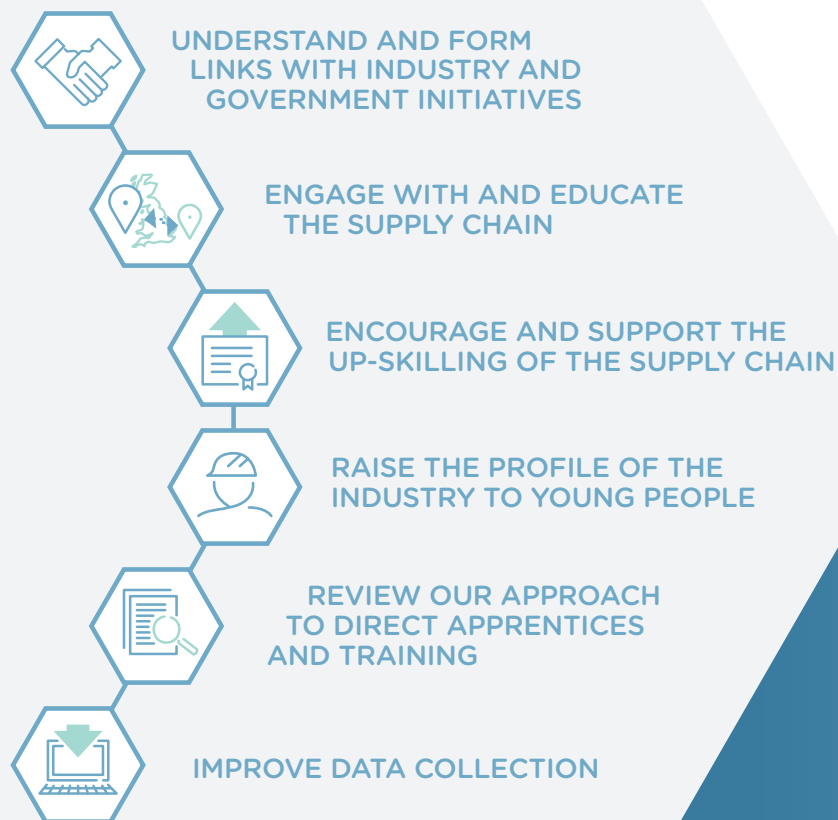 UNDERSTAND AND FORM
LINKS WITH INDUSTRY AND
GOVERNMENT INITIATIVES
ENGAGE WITH AND EDUCATE
THE SUPPLY CHAIN
ENCOURAGE AND SUPPORT THE
UP-SKILLING OF THE SUPPLY CHAIN
RAISE THE PROFILE OF THE
INDUSTRY TO YOUNG PEOPLE
REVIEW OUR APPROACH
TO DIRECT APPRENTICES
AND TRAINING
IMPROVE DATA COLLECTION